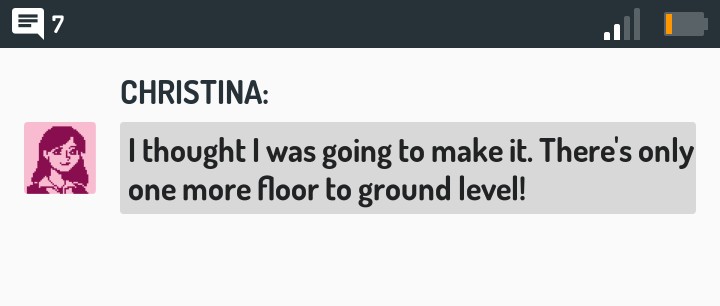 7
CHRISTINA:
I thought I was going to make it. There's only
one more floor to ground level!